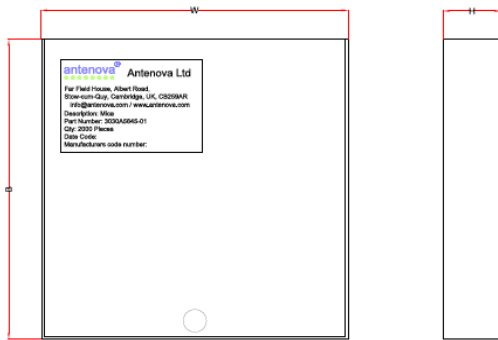 W
H
B
antenova®
Antenova Ltd
Far Field House, Albert Road,
Stow-cum-Quy, Cambridge, UK, CB259AR
info@antenova.com / www.antenova.com
Description: Mica
Part Number: 3030A5645-01
Qty: 2000 Pieces
Date Code:
Manufacturers code number: